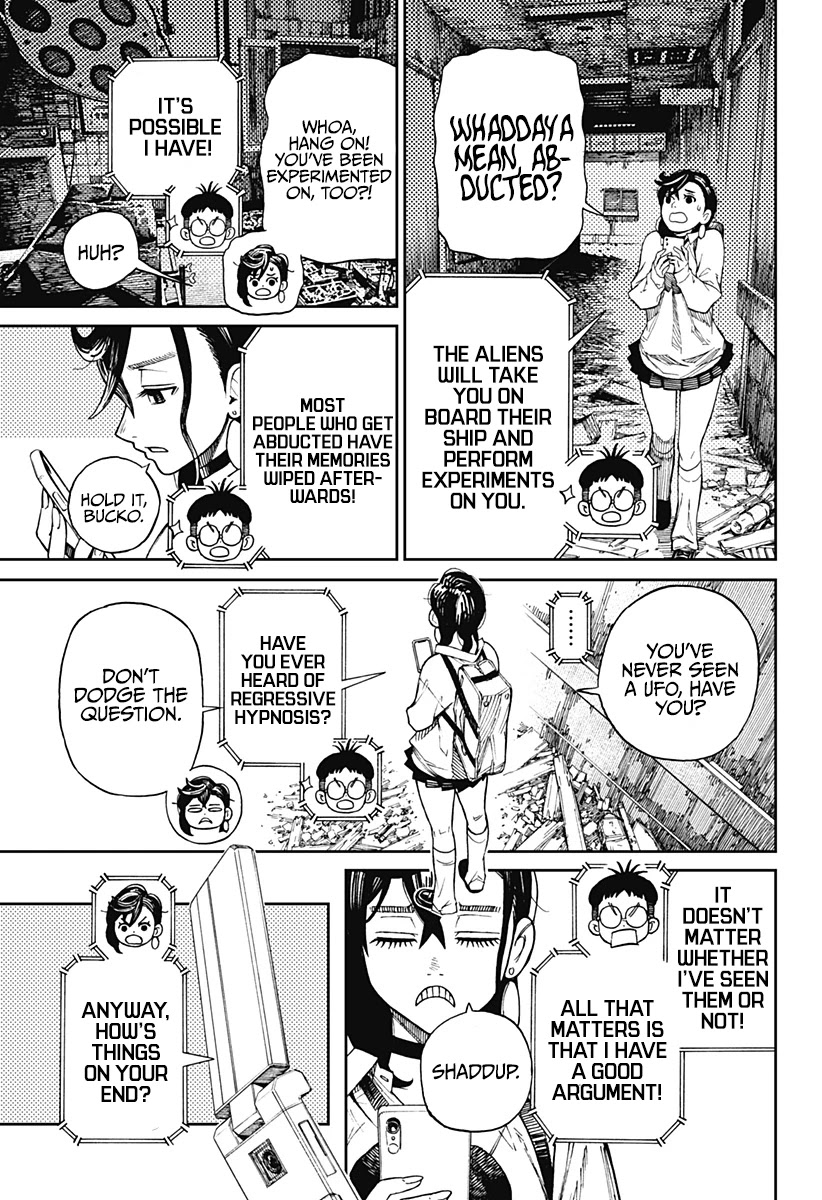 WHADDAYA
MEAN, AB-
DUCTED?
THE ALIENS
WILL TAKE
YOU ON
BOARD THEIR
SHIP AND
PERFORM
EXPERIMENTS
ON YOU.
WHOA,
HANG ON!
YOU'VE BEEN
EXPERIMENTED
ON, TOO?!
IT'S
POSSIBLE
I HAVE!
HUH?
MOST
PEOPLE WHO GET
ABDUCTED HAVE
THEIR MEMORIES
WIPED AFTER-
WARDS!
HOLD IT,
BUCKO.
YOU'VE
NEVER SEEN
A UFO, HAVE
YOU?
......
HAVE
YOU EVER
HEARD OF
REGRESSIVE
HYPNOSIS?
DON'T
DODGE THE
QUESTION.
IT
DOESN'T
MATTER
WHETHER
I'VE SEEN
THEM OR
NOT!
ALL THAT
MATTERS IS
THAT I HAVE
A GOOD
ARGUMENT!
SHADDUP.
ANYWAY,
HOW'S
THINGS
ON YOUR
END?